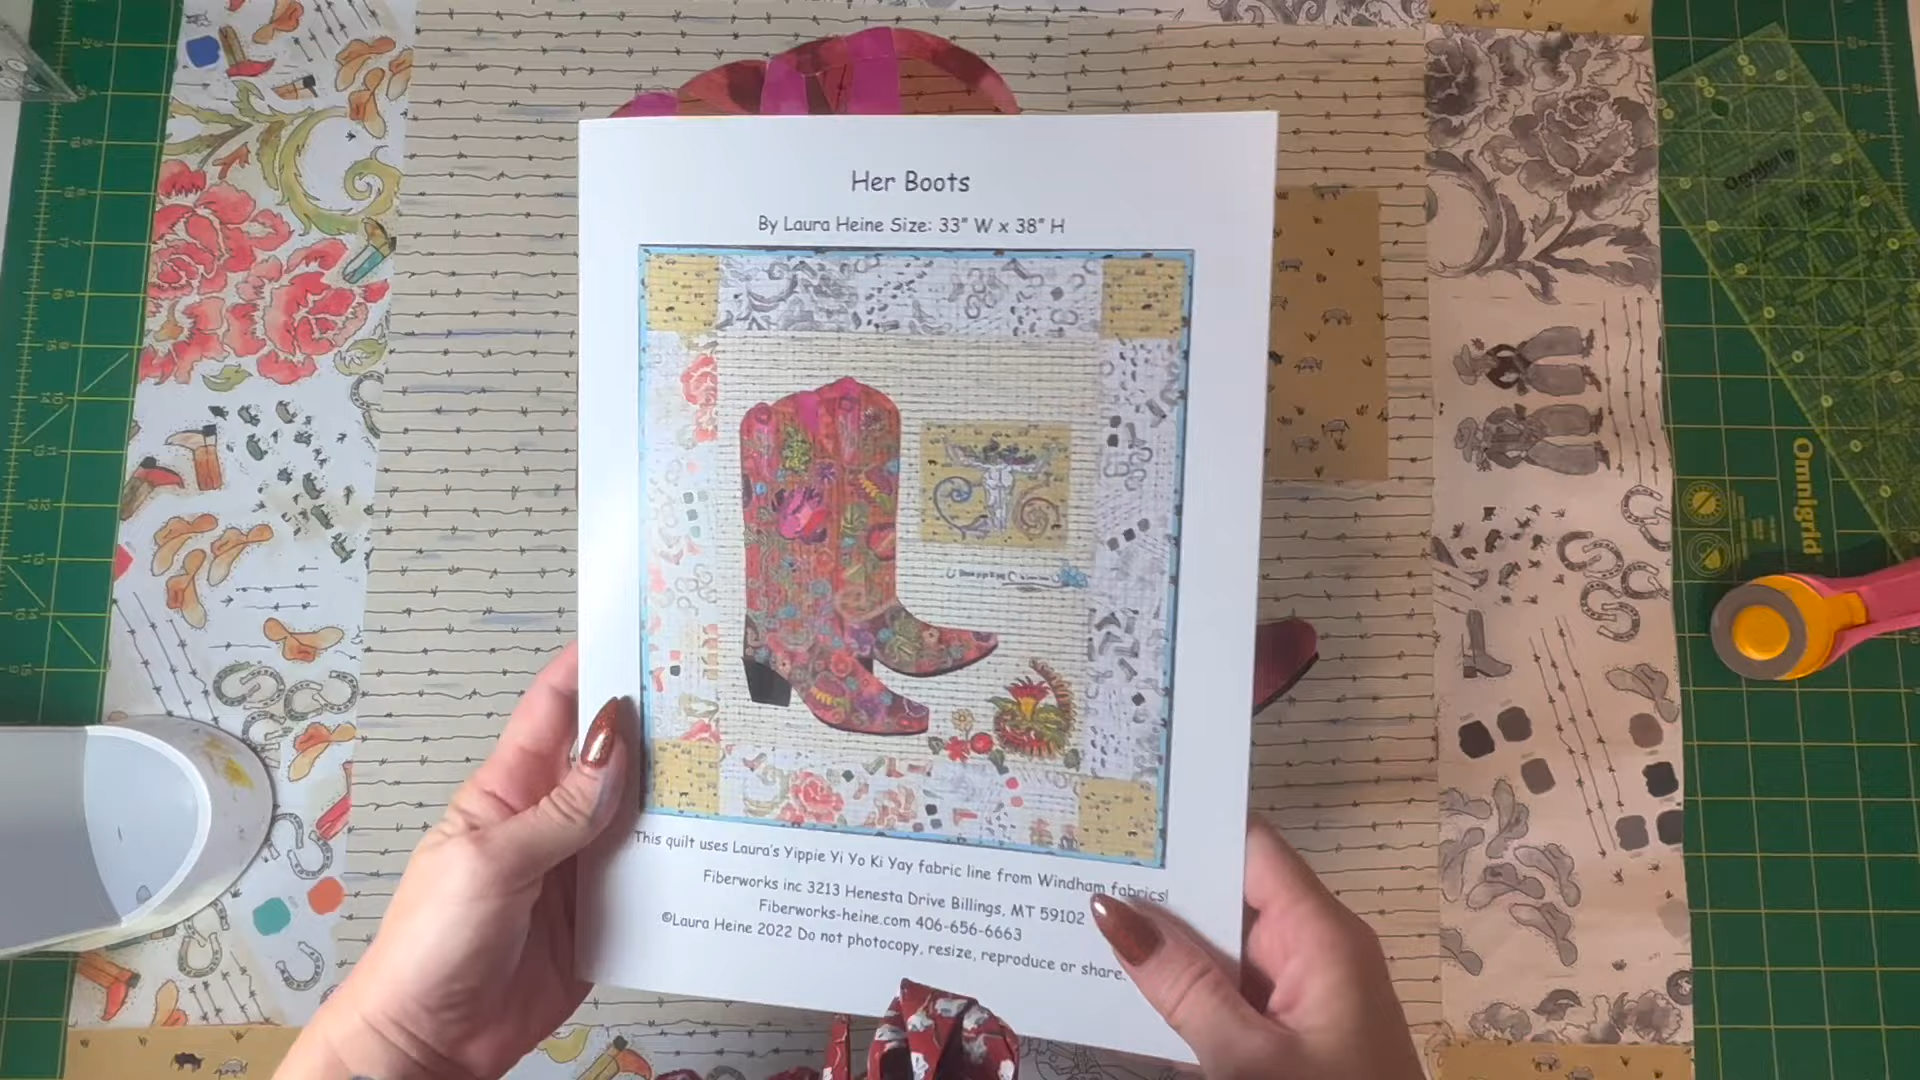 Her Boots
By Laura Heine Size: 33" W x 38" H
This quilt uses Laura's Yippie Yi Yo Ki Yay fabric line from Windham fabrics!
Fiberworks inc 3213 Henesta Drive Billings, MT 59102
Fiberworks-heine.com 406-656-6663
©Laura Heine 2022 Do not photocopy, resize, reproduce or share.
Omnigrip
Omnigrid